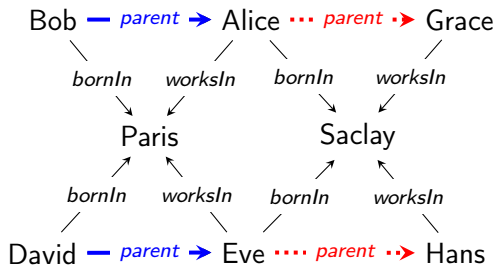 Bob parent Alice parent Grace
bornIn worksIn bornIn worksIn
Paris Saclay
bornIn worksIn bornIn worksIn
David parent Eve parent Hans